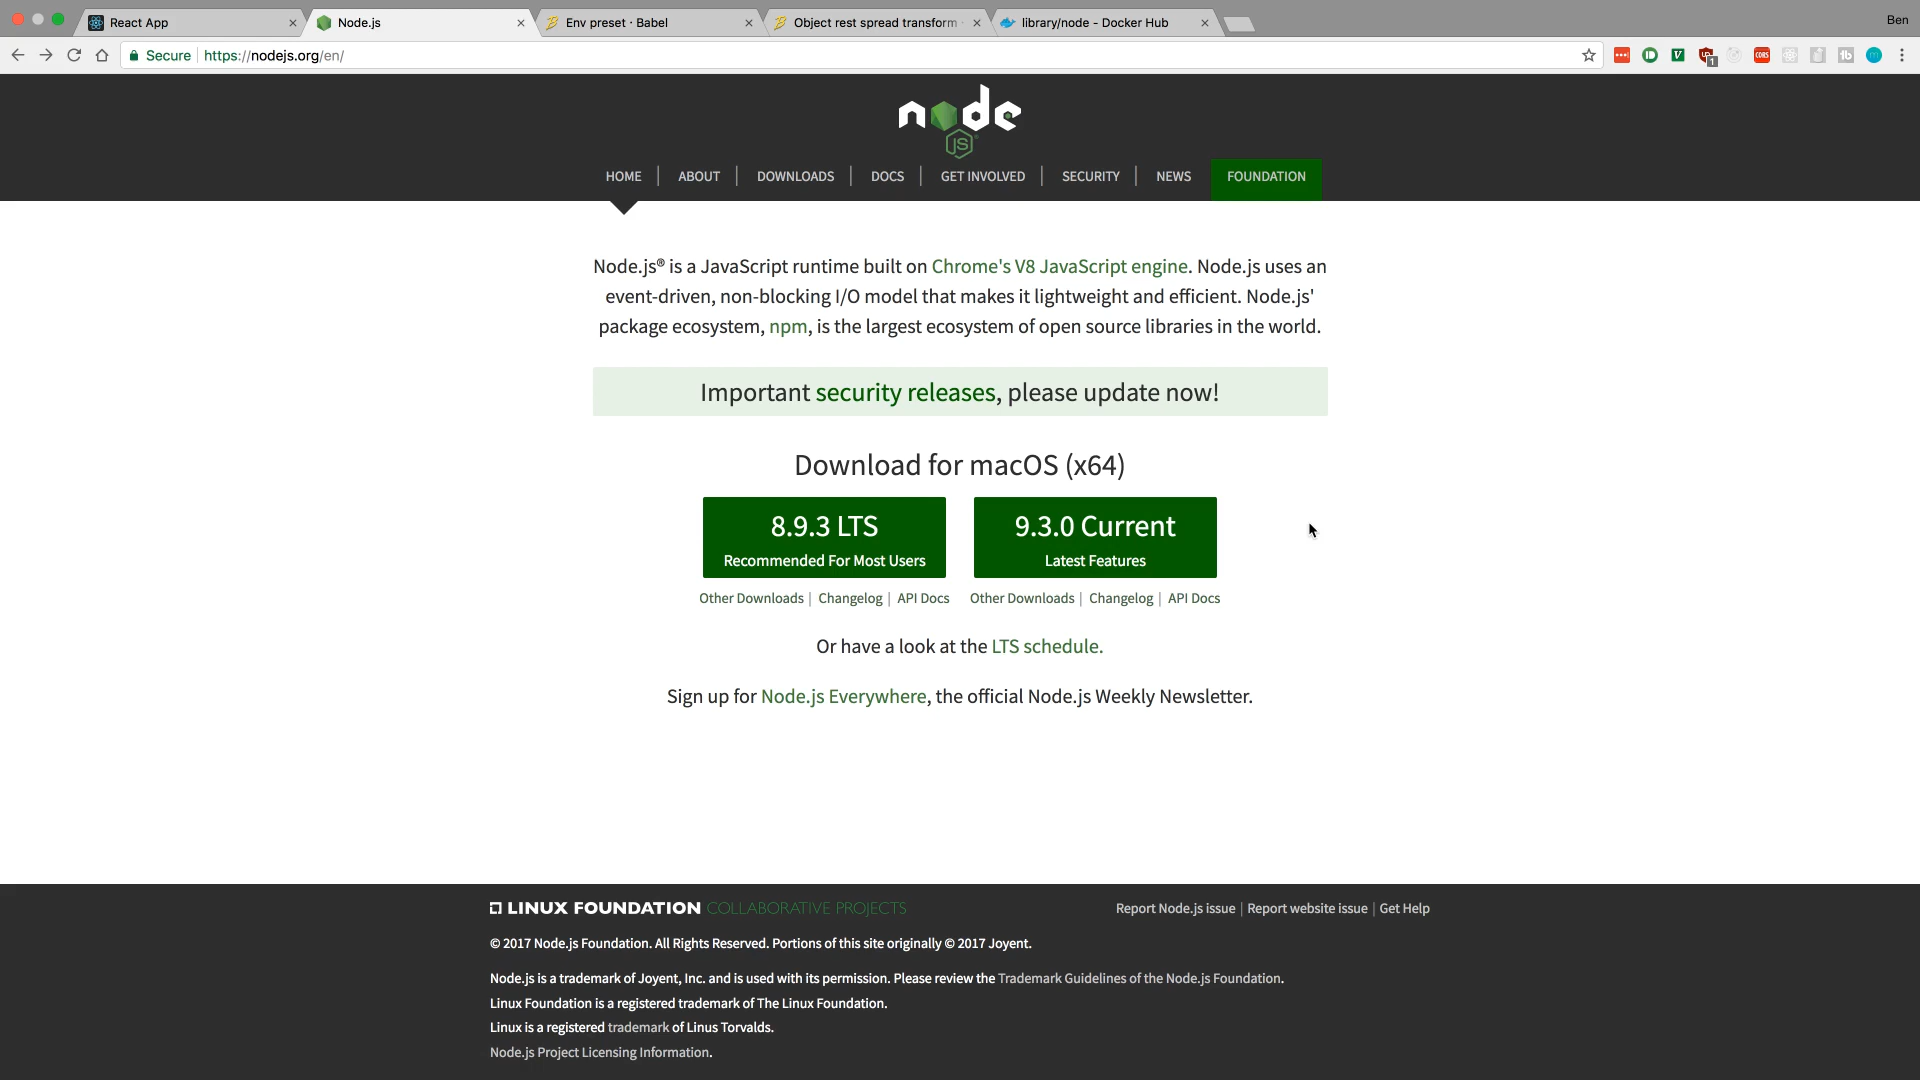 React App
Node.js
Env preset · Babel
Object rest spread transform
library/node - Docker Hub
Ben
Secure
https://nodejs.org/en/
1
CORS
node
JS
HOME | ABOUT | DOWNLOADS | DOCS | GET INVOLVED | SECURITY | NEWS
FOUNDATION
Node.js® is a JavaScript runtime built on Chrome's V8 JavaScript engine. Node.js uses an
event-driven, non-blocking I/O model that makes it lightweight and efficient. Node.js'
package ecosystem, npm, is the largest ecosystem of open source libraries in the world.
Important security releases, please update now!
Download for macOS (x64)
8.9.3 LTS
Recommended For Most Users
9.3.0 Current
Latest Features
Other Downloads | Changelog | API Docs
Other Downloads | Changelog | API Docs
Or have a look at the LTS schedule.
Sign up for Node.js Everywhere, the official Node.js Weekly Newsletter.
LINUX FOUNDATION COLLABORATIVE PROJECTS
Report Node.js issue | Report website issue | Get Help
© 2017 Node.js Foundation. All Rights Reserved. Portions of this site originally © 2017 Joyent.
Node.js is a trademark of Joyent, Inc. and is used with its permission. Please review the Trademark Guidelines of the Node.js Foundation.
Linux Foundation is a registered trademark of The Linux Foundation.
Linux is a registered trademark of Linus Torvalds.
Node.js Project Licensing Information.